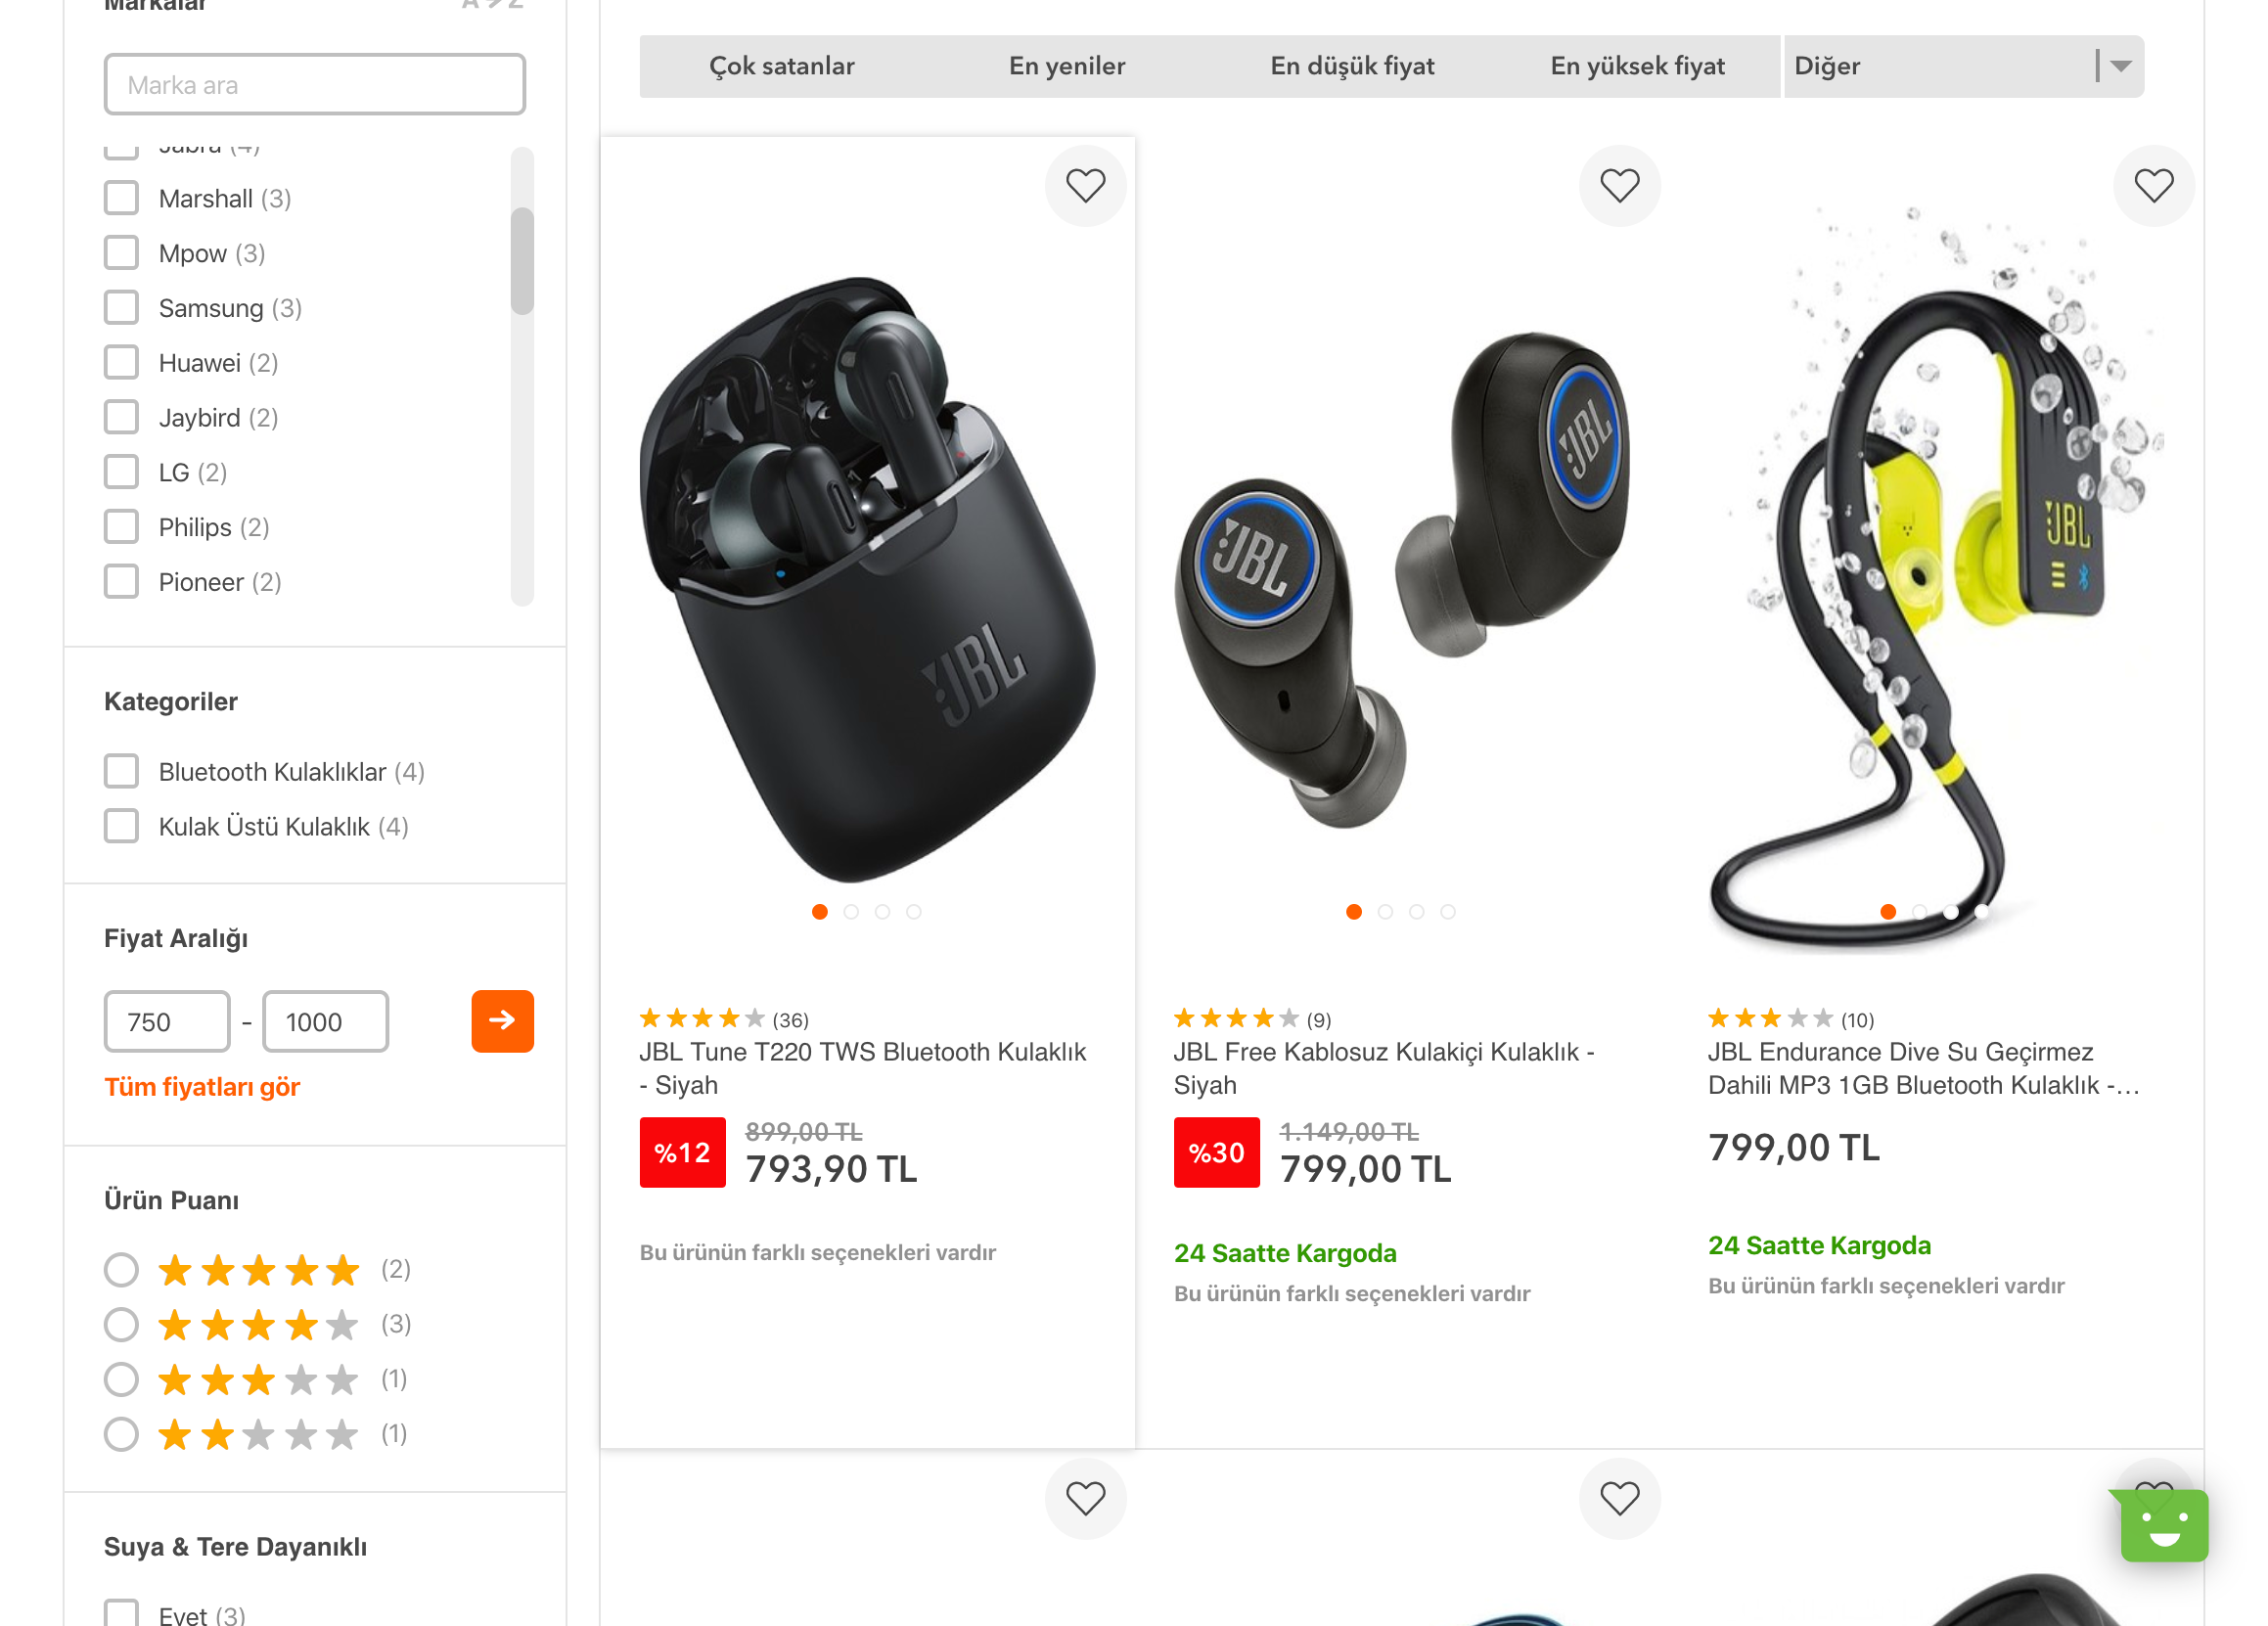 Markalar
Marka ara
Jabra (4)
Marshall (3)
Mpow (3)
Samsung (3)
Huawei (2)
Jaybird (2)
LG (2)
Philips (2)
Pioneer (2)
Kategoriler
Bluetooth Kulaklıklar (4)
Kulak Üstü Kulaklık (4)
Fiyat Aralığı
750 - 1000
Tüm fiyatları gör
Ürün Puanı
(2)
(3)
(1)
(1)
Suya & Tere Dayanıklı
Evet (3)
Çok satanlar
En yeniler
En düşük fiyat
En yüksek fiyat
Diğer
JBL
(36)
JBL Tune T220 TWS Bluetooth Kulaklık
- Siyah
%12
899,00 TL
793,90 TL
Bu ürünün farklı seçenekleri vardır
JBL
JBL
(9)
JBL Free Kablosuz Kulakiçi Kulaklık -
Siyah
%30
1.149,00 TL
799,00 TL
24 Saatte Kargoda
Bu ürünün farklı seçenekleri vardır
JBL
(10)
JBL Endurance Dive Su Geçirmez
Dahili MP3 1GB Bluetooth Kulaklık -...
799,00 TL
24 Saatte Kargoda
Bu ürünün farklı seçenekleri vardır